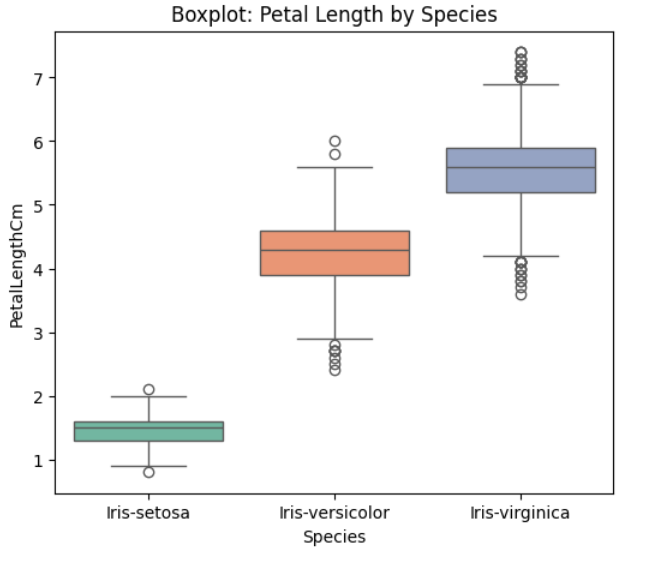 Boxplot: Petal Length by Species
PetalLengthCm
7
6
5
4
3
2
1
Iris-setosa
Iris-versicolor
Iris-virginica
Species